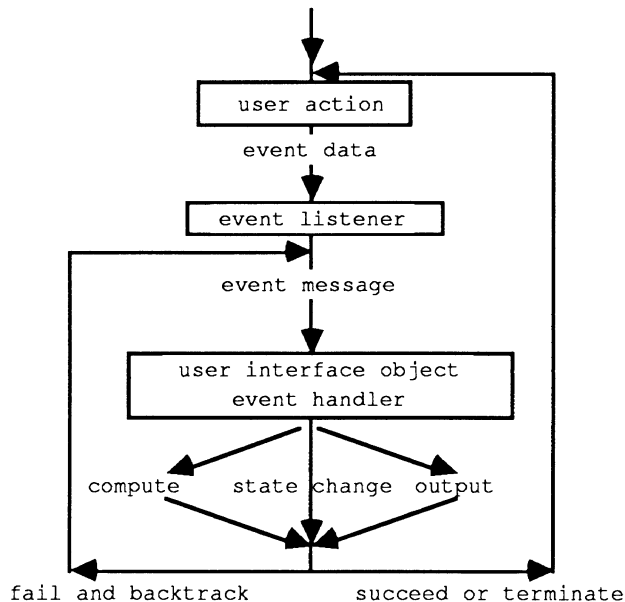 user action
event data
event listener
event message
user interface object
event handler
compute state change output
fail and backtrack succeed or terminate